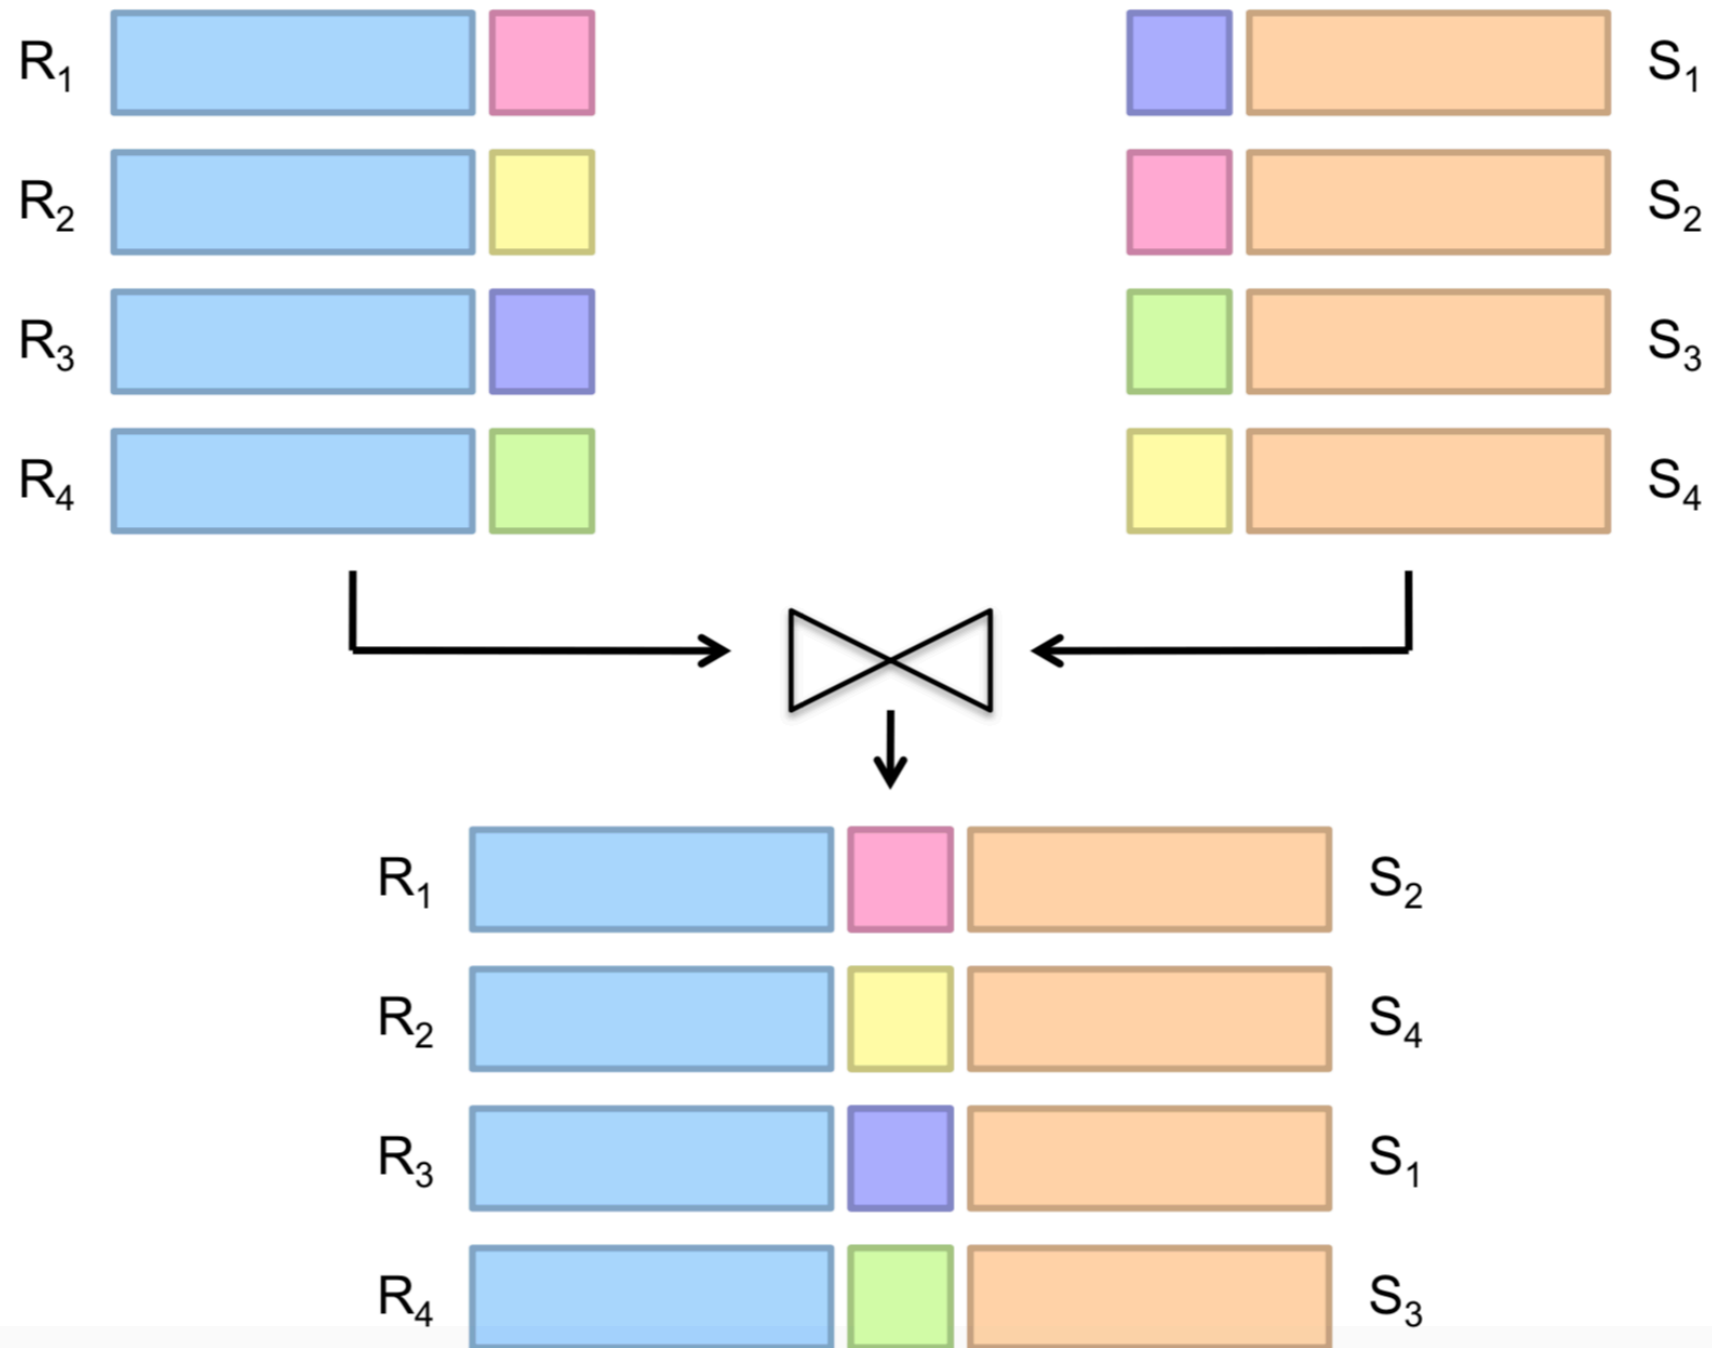 R₁ S₁
R₂ S₂
R₃ S₃
R₄ S₄
R₁ S₂
R₂ S₄
R₃ S₁
R₄ S₃